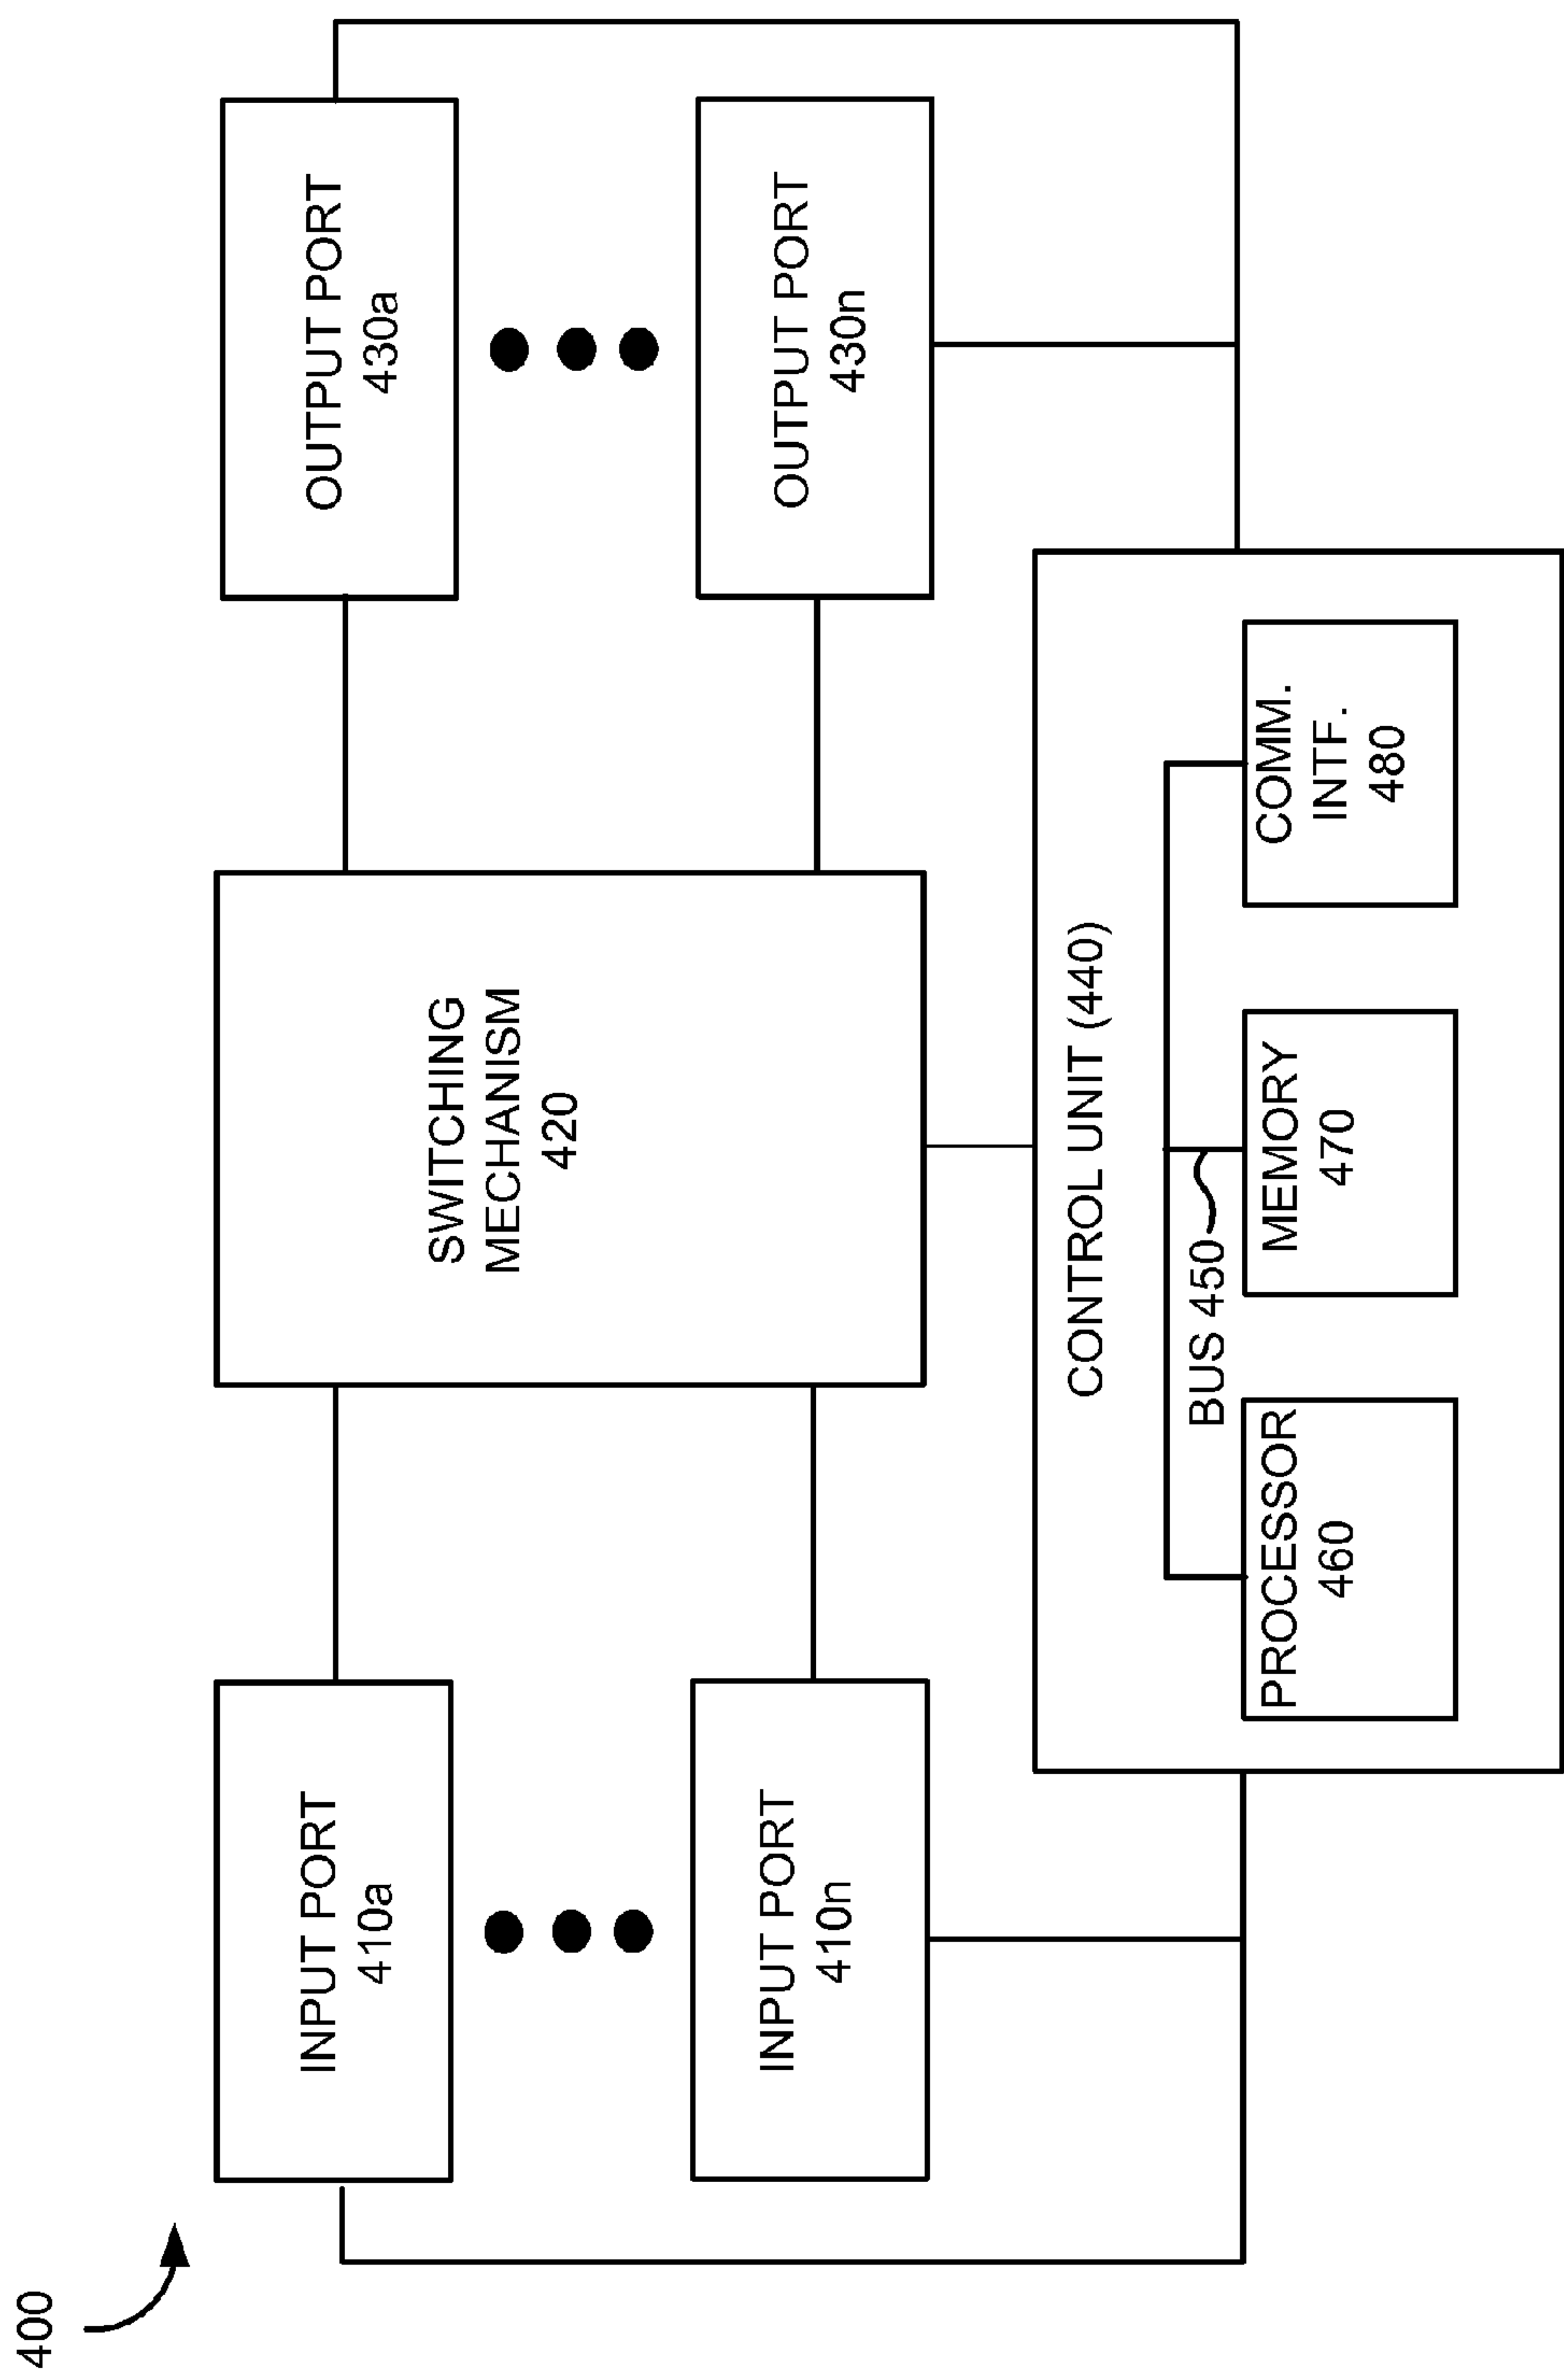 400
INPUT PORT
410a
INPUT PORT
410n
SWITCHING
MECHANISM
420
OUTPUT PORT
430a
OUTPUT PORT
430n
CONTROL UNIT (440)
BUS 450
PROCESSOR
460
MEMORY
470
COMM.
INTF.
480